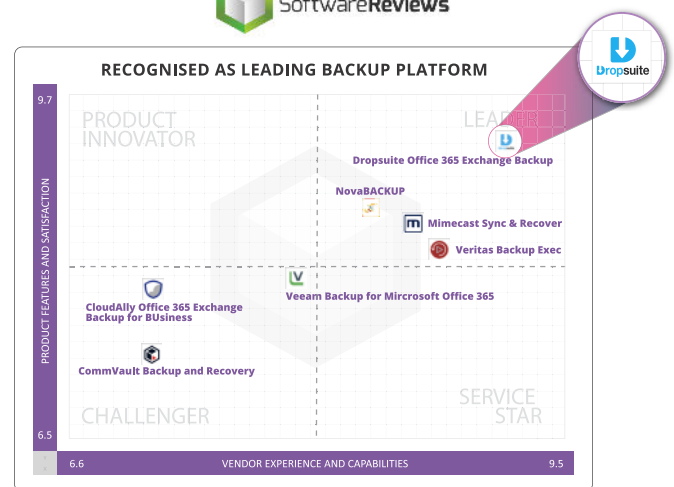 SoftwareReviews
Dropsuite
RECOGNISED AS LEADING BACKUP PLATFORM
9.7
PRODUCT
INNOVATOR
LEADER
Dropsuite Office 365 Exchange Backup
NovaBACKUP
Mimecast Sync & Recover
Veritas Backup Exec
PRODUCT FEATURES AND SATISFACTION
Veeam Backup for Mircrosoft Office 365
CloudAlly Office 365 Exchange
Backup for BUsiness
CommVault Backup and Recovery
CHALLENGER
SERVICE
STAR
6.5
6.6
VENDOR EXPERIENCE AND CAPABILITIES
9.5